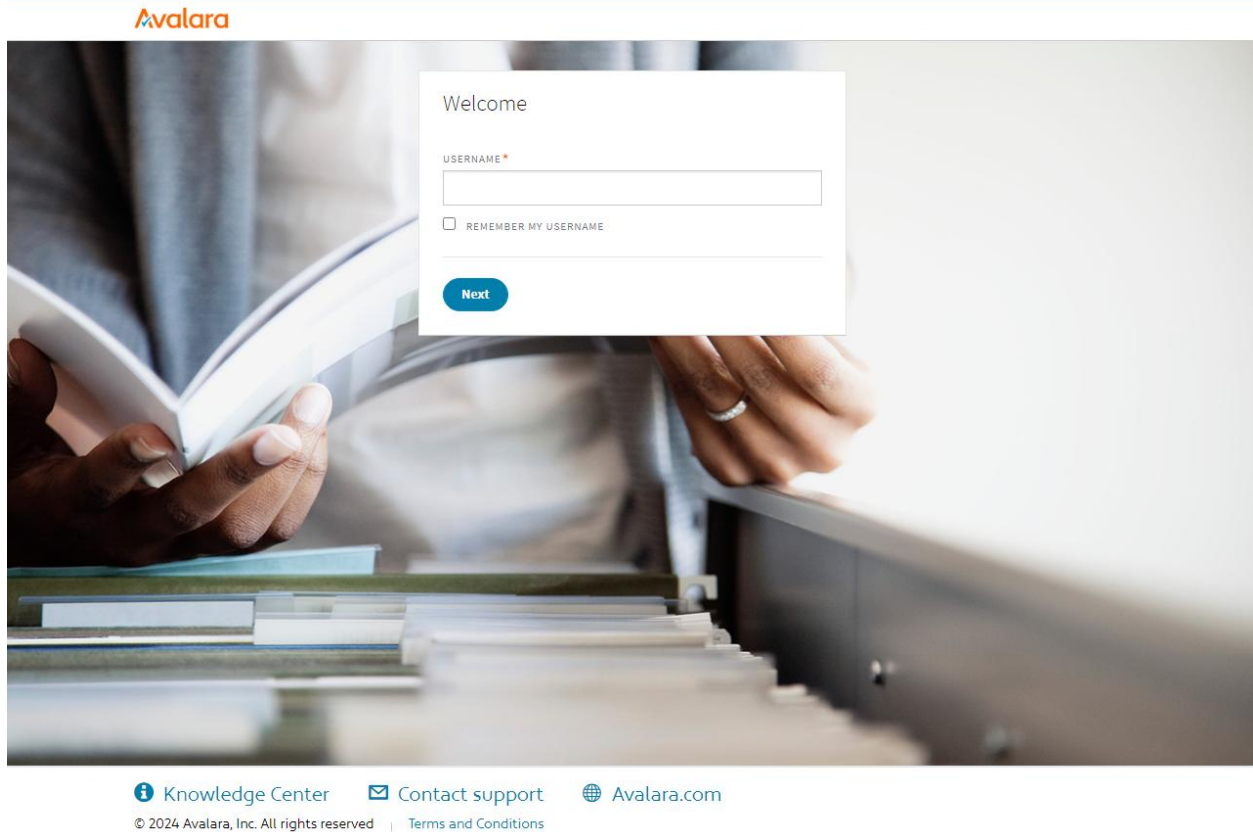 Avalara
Welcome
USERNAME*
REMEMBER MY USERNAME
Next
Knowledge Center Contact support Avalara.com
© 2024 Avalara, Inc. All rights reserved | Terms and Conditions